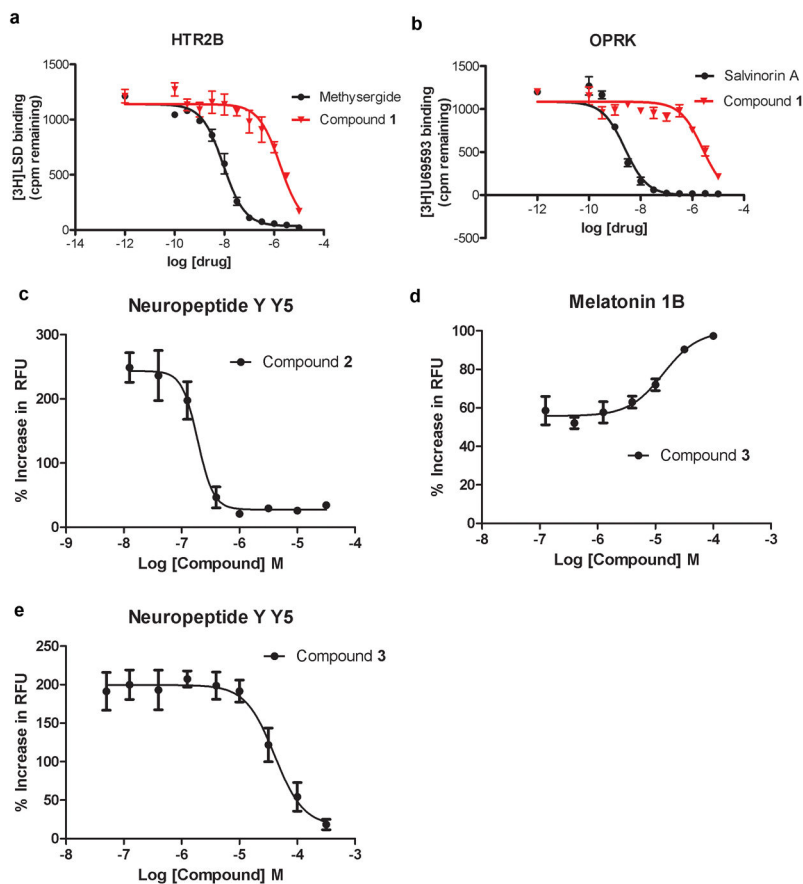 a
HTR2B
[3H]LSD binding
(cpm remaining)
1500
1000
500
0
-14
-12
-10
-8
-6
-4
log [drug]
Methysergide
Compound 1
b
OPRK
[3H]U69593 binding
(cpm remaining)
1500
1000
500
0
-500
-12
-10
-8
-6
-4
log [drug]
Salvinorin A
Compound 1
c
Neuropeptide Y Y5
% Increase in RFU
300
200
100
0
-9
-8
-7
-6
-5
-4
Log [Compound] M
Compound 2
d
Melatonin 1B
% Increase in RFU
100
80
60
40
20
0
-8
-7
-6
-5
-4
-3
Log [Compound] M
Compound 3
e
Neuropeptide Y Y5
% Increase in RFU
250
200
150
100
50
0
-8
-7
-6
-5
-4
-3
Log [Compound] M
Compound 3